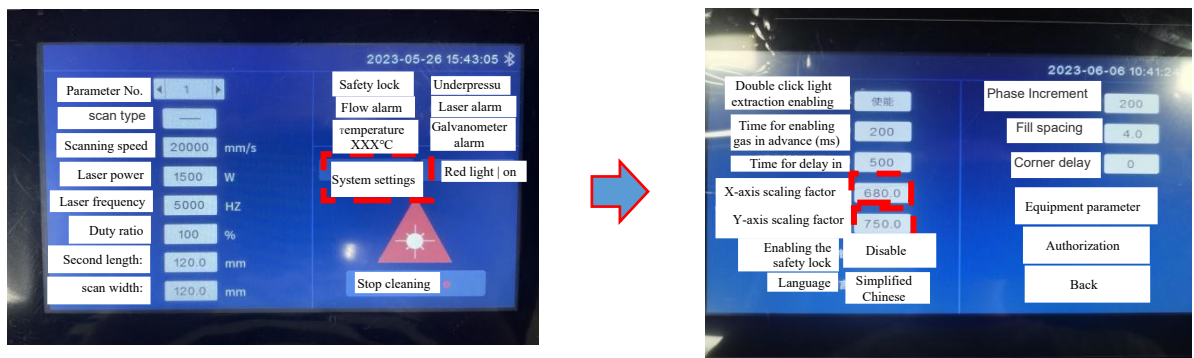 2023-05-26 15:43:05
Parameter No. 1
scan type
Scanning speed 20000 mm/s
Laser power 1500 W
Laser frequency 5000 HZ
Duty ratio 100 %
Second length: 120.0 mm
scan width: 120.0 mm
Safety lock Underpressu
Flow alarm Laser alarm
Temperature
XXX°C
Galvanometer
alarm
System settings Red light | on
Stop cleaning
2023-06-06 10:41:24
Double click light
extraction enabling 使能
Time for enabling
gas in advance (ms) 200
Time for delay in 500
X-axis scaling factor 680.0
Y-axis scaling factor 750.0
Enabling the
safety lock Disable
Language Simplified
Chinese
Phase Increment 200
Fill spacing 4.0
Corner delay 0
Equipment parameter
Authorization
Back